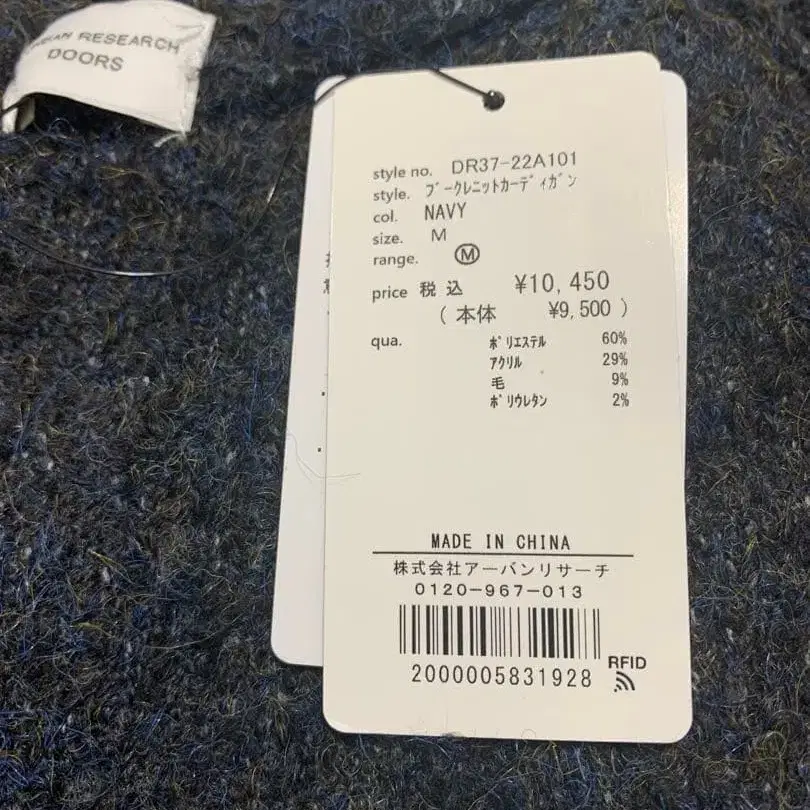 RESEARCH
DOORS
style no. DR37-22A101
style. ﾌﾞｰｸﾚﾆｯﾄｶｰﾃﾞｨｶﾞﾝ
col. NAVY
size. M
range. Ⓜ
price 税込 ¥10,450
(本体 ¥9,500)
qua. ﾎﾟﾘｴｽﾃﾙ 60%
ｱｸﾘﾙ 29%
毛 9%
ﾎﾟﾘｳﾚﾀﾝ 2%
MADE IN CHINA
株式会社アーバンリサーチ
0120-967-013
2000005831928
RFID